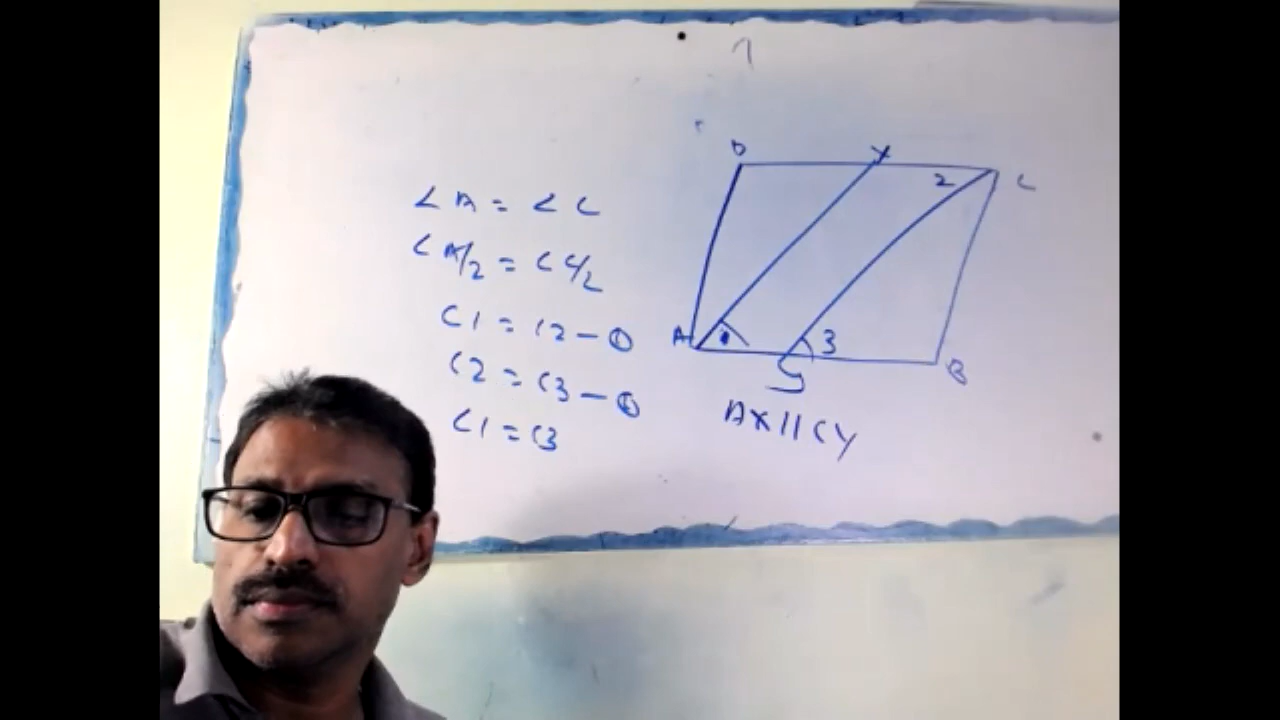 ∠A = ∠C
∠A/2 = ∠C/2
∠1 = ∠2 – ①
∠2 = ∠3 – ②
∠1 = ∠3
D X C
2
A 1 3 B
y
AX || CY